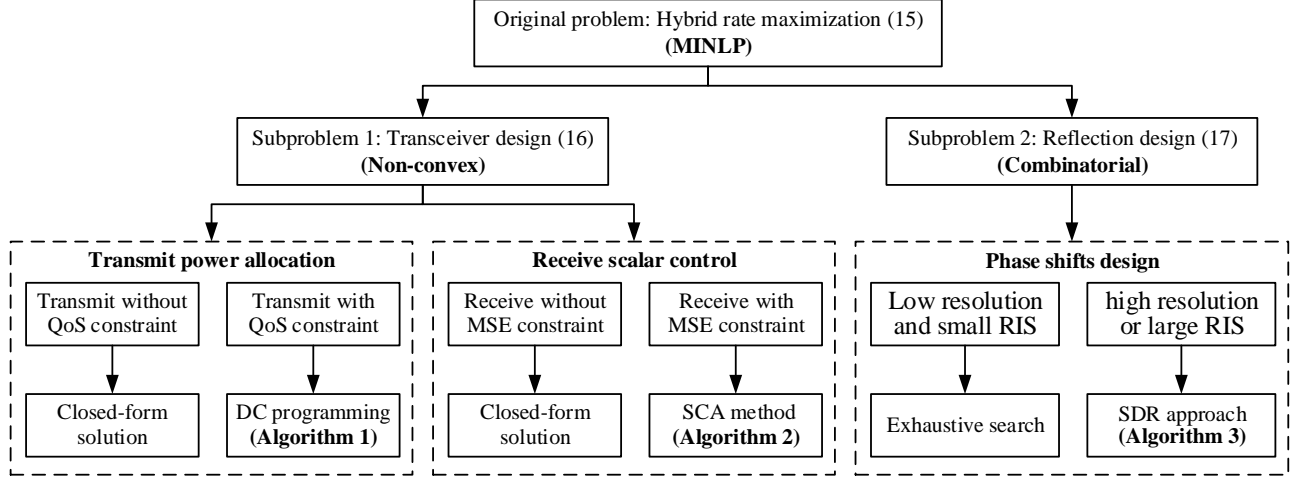 Original problem: Hybrid rate maximization (15)
(MINLP)
Subproblem 1: Transceiver design (16)
(Non-convex)
Subproblem 2: Reflection design (17)
(Combinatorial)
Transmit power allocation
Transmit without
QoS constraint
Transmit with
QoS constraint
Closed-form
solution
DC programming
(Algorithm 1)
Receive scalar control
Receive without
MSE constraint
Receive with
MSE constraint
Closed-form
solution
SCA method
(Algorithm 2)
Phase shifts design
Low resolution
and small RIS
high resolution
or large RIS
Exhaustive search
SDR approach
(Algorithm 3)